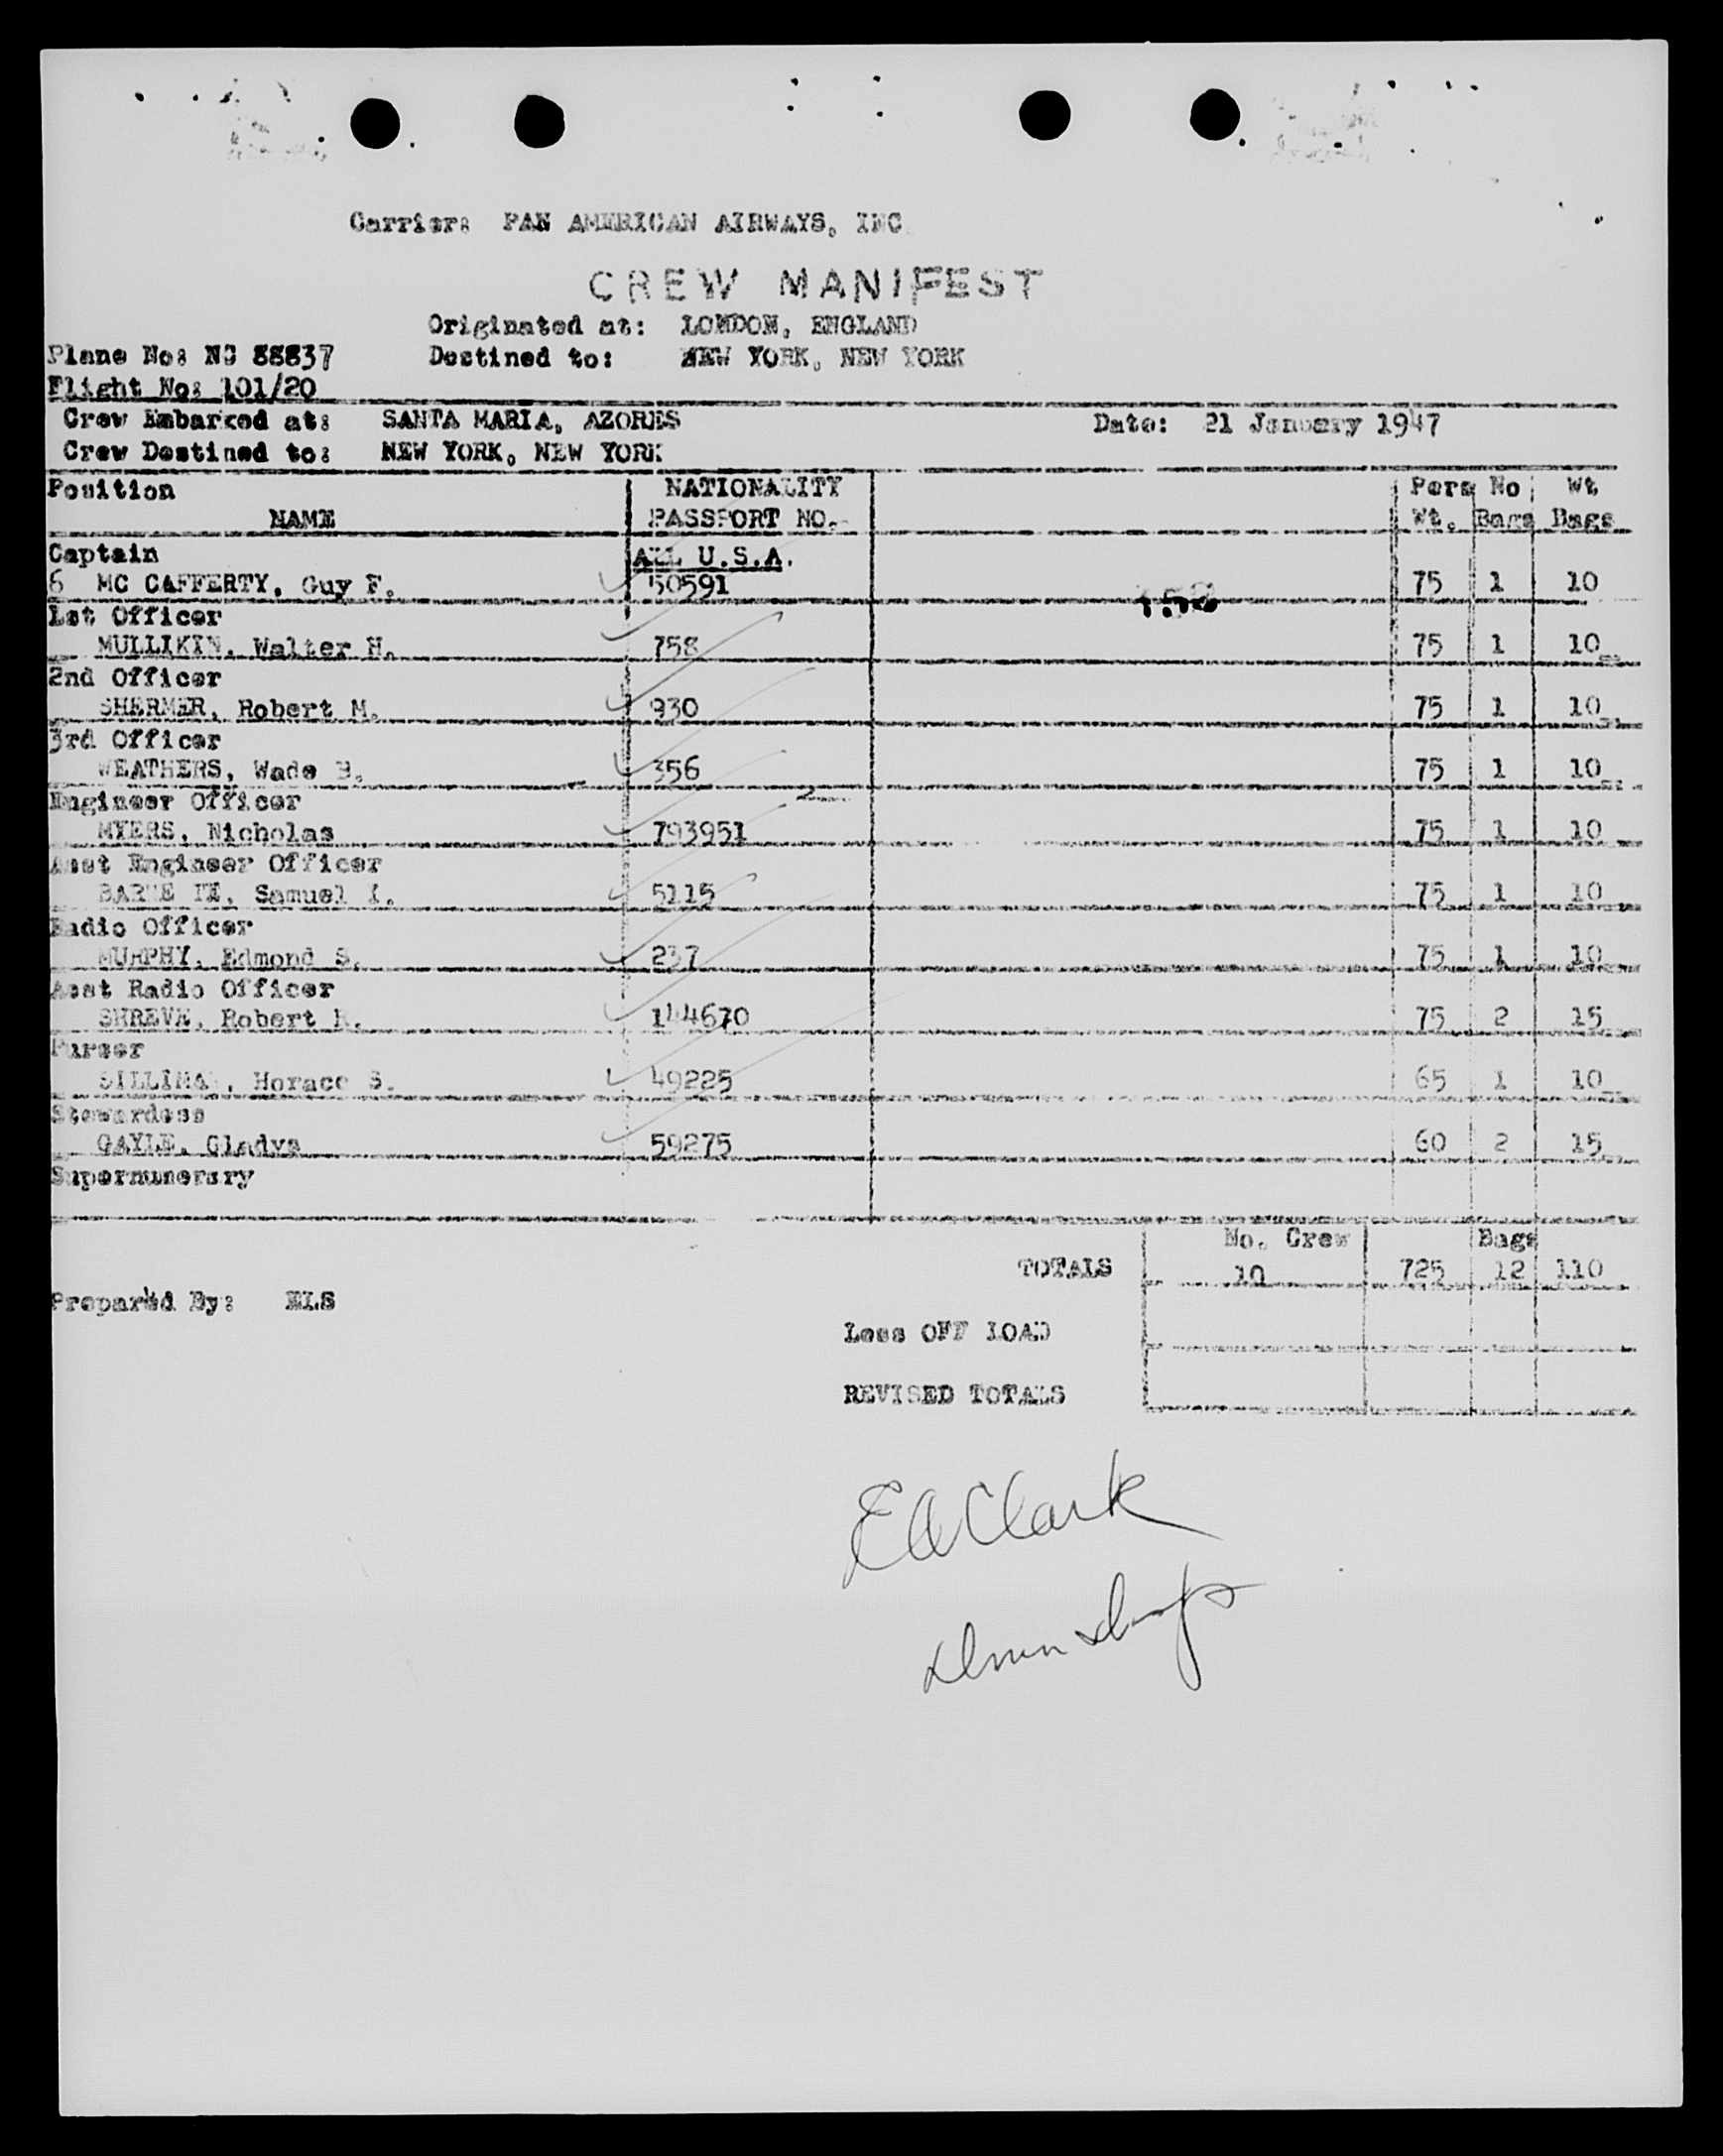 Carrier: PAN AMERICAN AIRWAYS, INC
CREW MANIFEST
Originated at: LONDON, ENGLAND
Plane No: NC 88837 Destined to: NEW YORK, NEW YORK
Flight No: 101/20
Crew Embarked at: SANTA MARIA, AZORES Date: 21 January 1947
Crew Destined to: NEW YORK, NEW YORK
Position NATIONALITY Pers No Wt
NAME PASSPORT NO. Wt. Bags Bags
Captain ALL U.S.A.
6 MC CAFFERTY, Guy F. 50591 75 1 10
1st Officer
MULLIKIN, Walter H. 758 75 1 10
2nd Officer
SHERMER, Robert M. 930 75 1 10
3rd Officer
WEATHERS, Wade 356 75 1 10
Engineer Officer 2
MYERS, Nicholas 793951 75 1 10
Asst Engineer Officer
Samuel I. 5115 75 1 10
Radio Officer
MURPHY, Edmond S. 237 75 1 10
Asst Radio Officer
SHREVE, Robert 144670 75 2 15
Purser
Horace S. 49225 65 1 10
Stewardess
GAYLE, Gladys 59275 60 2 15
Supernumerary
No. Crew Bags
TOTALS 10 725 12 110
Prepared By: ELS
Less OFF LOAD
REVISED TOTALS
E A Clark